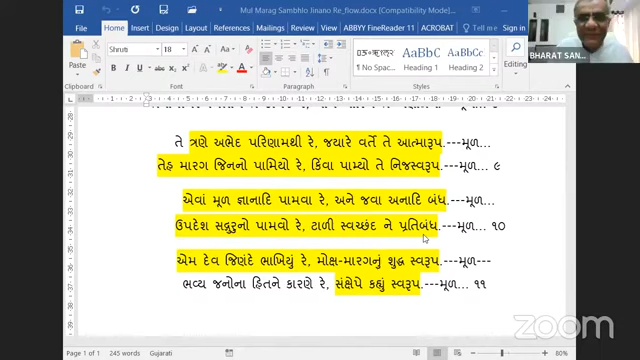 Mul Marag Sambhlo Jinano Re_flow.docx [Compatibility Mode]
File Home Insert Design Layout References Mailings Review View ABBYY FineReader 11 ACROBAT Tell me... Share
Shruti 18
AaBbC AaBbCc
¶ No Spac... Heading 1 Heading 2
Clipboard Font Paragraph Styles
BHARAT SAN...
તે ત્રણે અભેદ પરિણામથી રે, જ્યારે વર્તે તે આત્મારૂપ.---મૂળ...
તેહ મારગ જિનનો પામિયો રે, કિંવા પામ્યો તે નિજસ્વરૂપ. ---મૂળ... ૯
એવાં મૂળ જ્ઞાનાદિ પામવા રે, અને જવા અનાદિ બંધ.---મૂળ...
ઉપદેશ સદ્ગુરુનો પામવો રે, ટાળી સ્વચ્છંદ ને પ્રતિબંધ.---મૂળ... ૧૦
એમ દેવ જિણંદે ભાખિયું રે, મોક્ષ-મારગનું શુદ્ધ સ્વરૂપ.---મૂળ---
ભવ્ય જનોના હિતને કારણે રે, સંક્ષેપે કહ્યું સ્વરૂપ.---મૂળ... ૧૧
zoom
Page 1 of 1 245 words Gujarati 80%